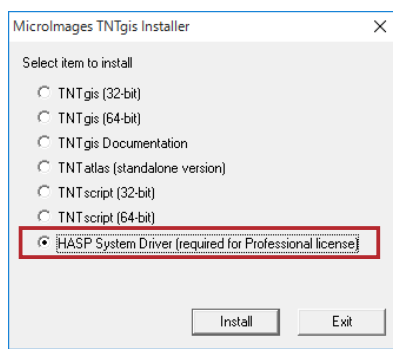 MicroImages TNTgis Installer
Select item to install
TNTgis (32-bit)
TNTgis (64-bit)
TNTgis Documentation
TNTatlas (standalone version)
TNTscript (32-bit)
TNTscript (64-bit)
HASP System Driver (required for Professional license)
Install Exit